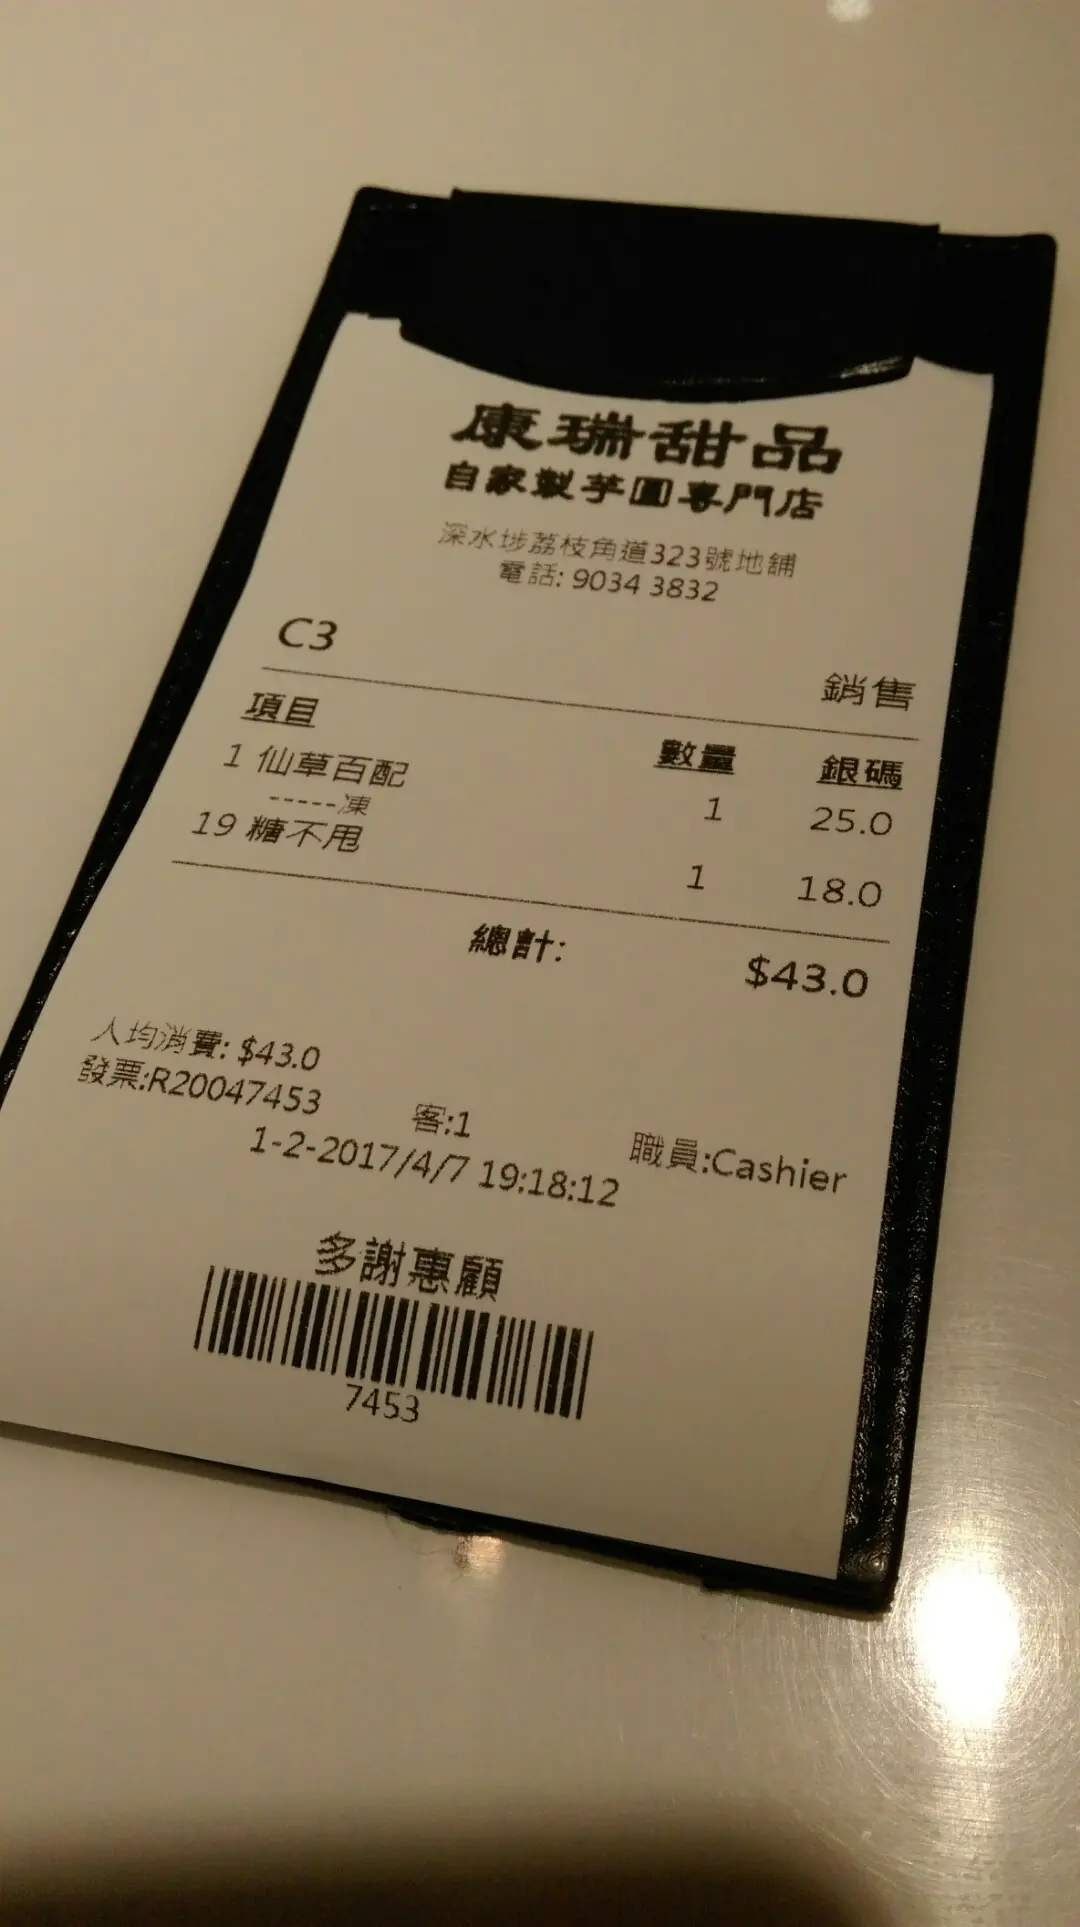 康瑞甜品
自家製芋圓專門店
深水埗荔枝角道323號地舖
電話: 9034 3832
C3
銷售
項目 數量 銀碼
1 仙草百配 1 25.0
-----凍
19 糖不甩 1 18.0
總計: $43.0
人均消費: $43.0
發票:R20047453 客:1 職員:Cashier
1-2-2017/4/7 19:18:12
多謝惠顧
7453